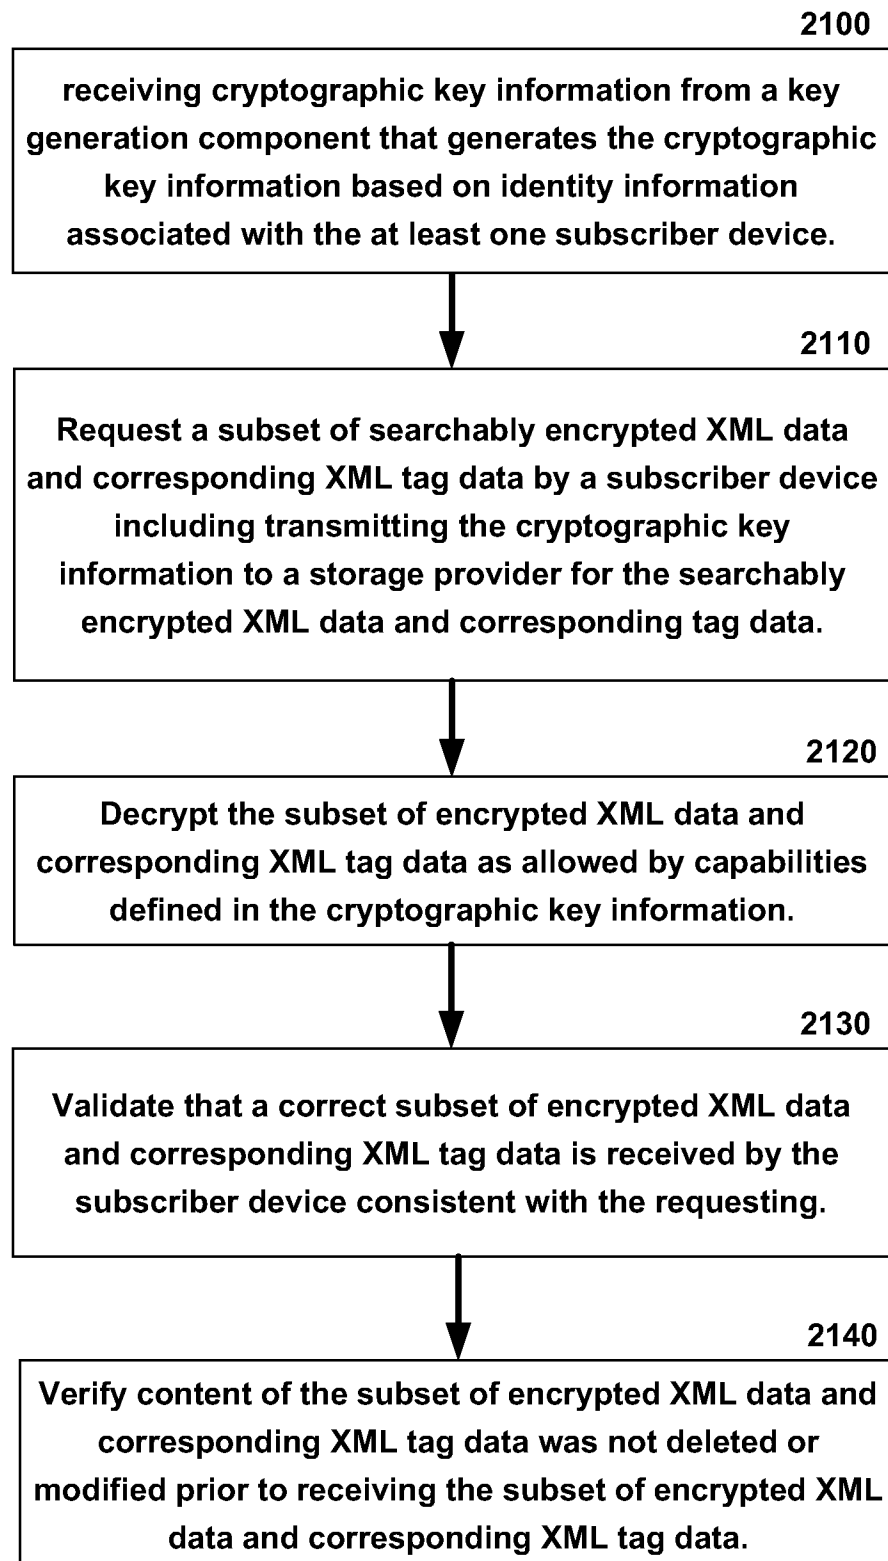 2100
receiving cryptographic key information from a key
generation component that generates the cryptographic
key information based on identity information
associated with the at least one subscriber device.
2110
Request a subset of searchably encrypted XML data
and corresponding XML tag data by a subscriber device
including transmitting the cryptographic key
information to a storage provider for the searchably
encrypted XML data and corresponding tag data.
2120
Decrypt the subset of encrypted XML data and
corresponding XML tag data as allowed by capabilities
defined in the cryptographic key information.
2130
Validate that a correct subset of encrypted XML data
and corresponding XML tag data is received by the
subscriber device consistent with the requesting.
2140
Verify content of the subset of encrypted XML data and
corresponding XML tag data was not deleted or
modified prior to receiving the subset of encrypted XML
data and corresponding XML tag data.